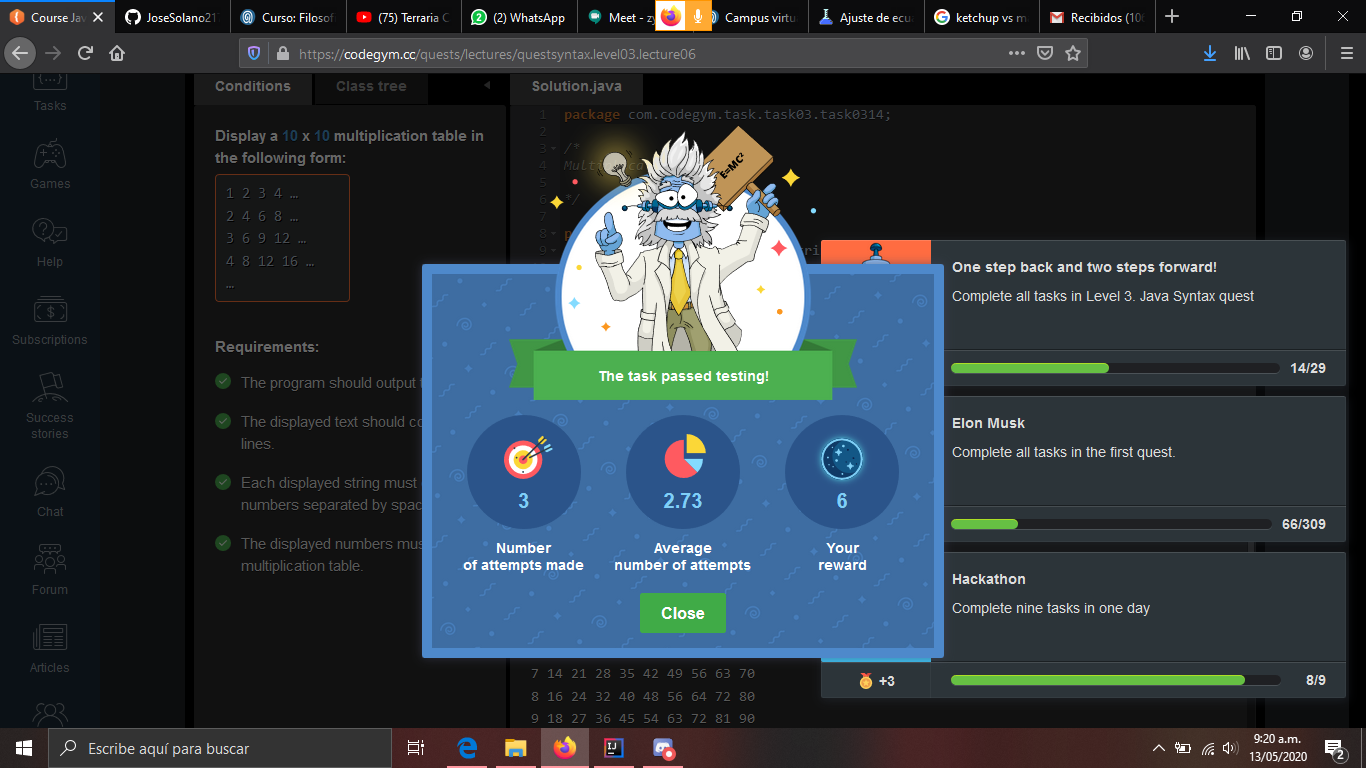 Course Jav
JoseSolano217
Curso: Filosof
(75) Terraria C
(2) WhatsApp
Meet - zy
Campus virtu
Ajuste de ecua
ketchup vs ma
Recibidos (10
https://codegym.cc/quests/lectures/questsyntax.level03.lecture06
Tasks
Games
Help
Subscriptions
Success
stories
Chat
Forum
Articles
Conditions
Class tree
Display a 10 x 10 multiplication table in
the following form:
1 2 3 4 …
2 4 6 8 …
3 6 9 12 …
4 8 12 16 …
…
Requirements:
The program should output
The displayed text should
lines.
Each displayed string must
numbers separated by
The displayed numbers
multiplication table.
Solution.java
1 package com.codegym.task.task03.task0314;
2
3 /*
4
5
6 */
7
8
9
E=MC²
The task passed testing!
3
2.73
6
Number
of attempts made
Average
number of attempts
Your
reward
Close
One step back and two steps forward!
Complete all tasks in Level 3. Java Syntax quest
14/29
Elon Musk
Complete all tasks in the first quest.
66/309
Hackathon
Complete nine tasks in one day
+3
8/9
7 14 21 28 35 42 49 56 63 70
8 16 24 32 40 48 56 64 72 80
9 18 27 36 45 54 63 72 81 90
Escribe aquí para buscar
9:20 a.m.
13/05/2020
2